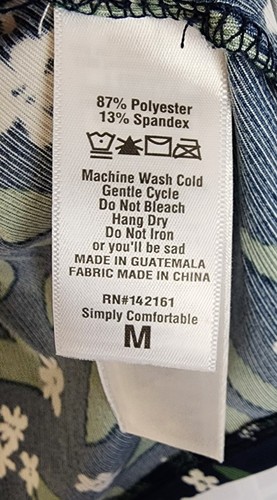 87% Polyester
13% Spandex
Machine Wash Cold
Gentle Cycle
Do Not Bleach
Hang Dry
Do Not Iron
or you'll be sad
MADE IN GUATEMALA
FABRIC MADE IN CHINA
RN#142161
Simply Comfortable
M